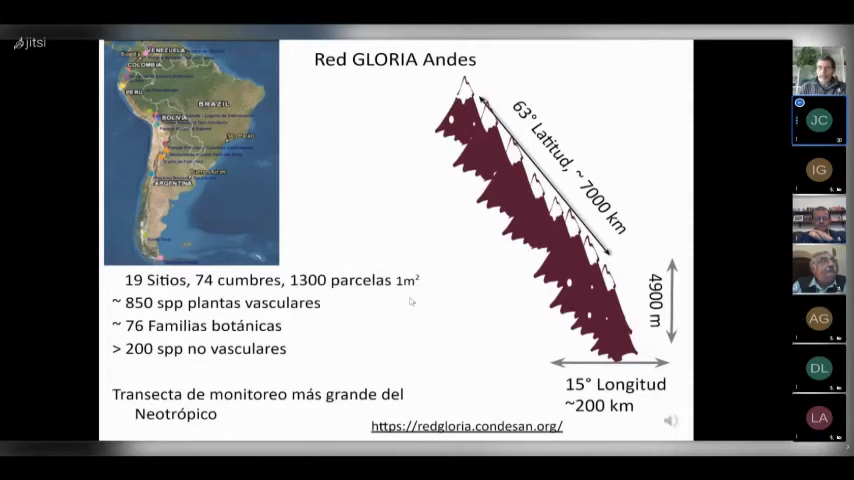 jitsi
Red GLORIA Andes
VENEZUELA
Bogotá
COLOMBIA
PERÚ
BRAZIL
BOLIVIA
ARGENTINA
63° Latitud, ~ 7000 km
4900 m
15° Longitud
~200 km
19 Sitios, 74 cumbres, 1300 parcelas 1m²
~ 850 spp plantas vasculares
~ 76 Familias botánicas
> 200 spp no vasculares
Transecta de monitoreo más grande del
Neotrópico
https://redgloria.condesan.org/
JC
IG
AG
DL
LA